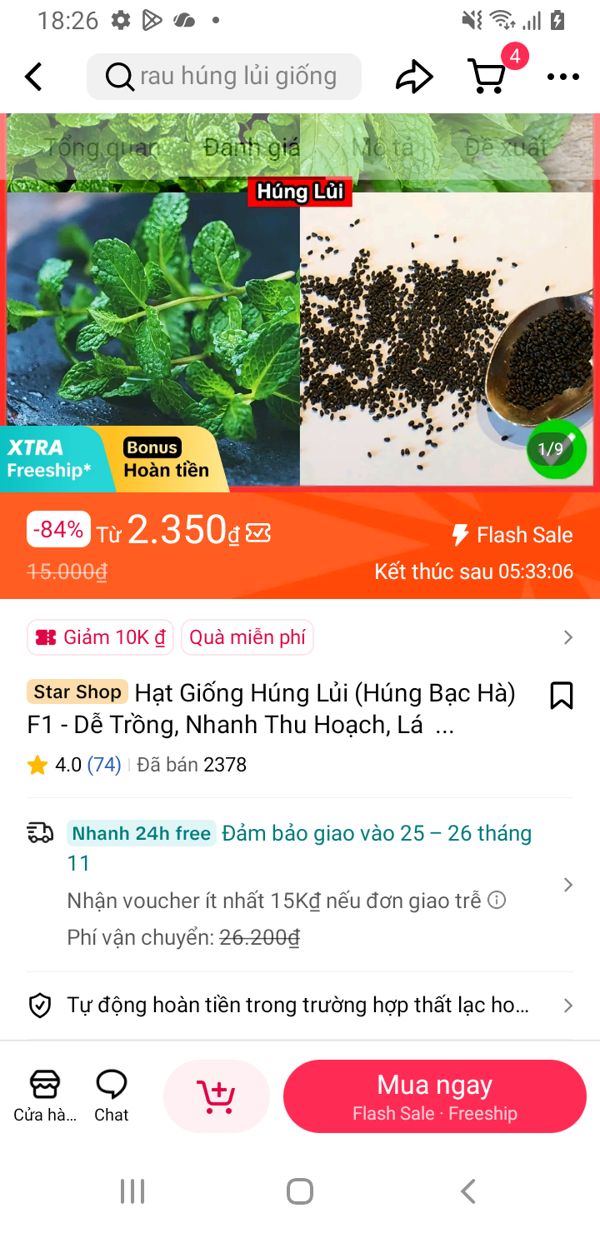 18:26
rau húng lủi giống
4
Tổng quan Đánh giá Mô tả Đề xuất
Húng Lủi
XTRA
Freeship*
Bonus
Hoàn tiền
1/9
-84% Từ 2.350đ
Flash Sale
15.000đ
Kết thúc sau 05:33:06
Giảm 10K đ Quà miễn phí
Star Shop Hạt Giống Húng Lủi (Húng Bạc Hà)
F1 - Dễ Trồng, Nhanh Thu Hoạch, Lá ...
4.0 (74) Đã bán 2378
Nhanh 24h free Đảm bảo giao vào 25 – 26 tháng
11
Nhận voucher ít nhất 15Kđ nếu đơn giao trễ
Phí vận chuyển: 26.200đ
Tự động hoàn tiền trong trường hợp thất lạc ho...
Cửa hà... Chat
Mua ngay
Flash Sale · Freeship